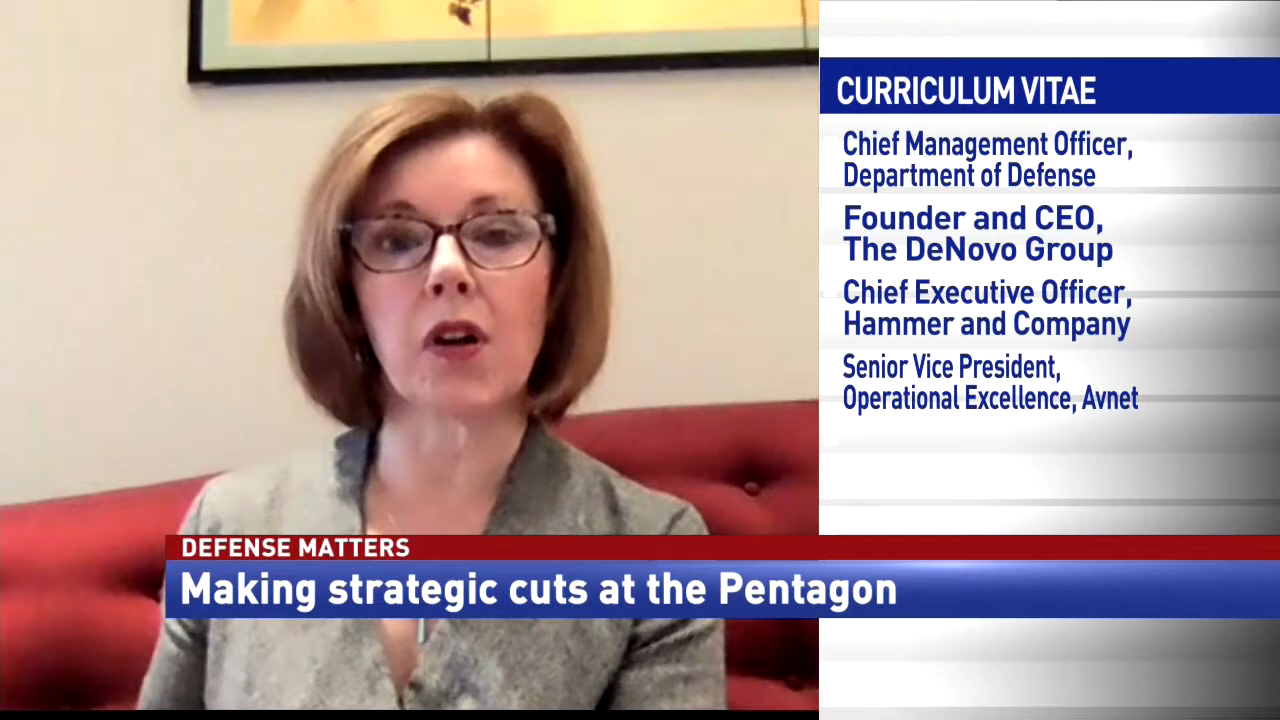 CURRICULUM VITAE
Chief Management Officer,
Department of Defense
Founder and CEO,
The DeNovo Group
Chief Executive Officer,
Hammer and Company
Senior Vice President,
Operational Excellence, Avnet
DEFENSE MATTERS
Making strategic cuts at the Pentagon